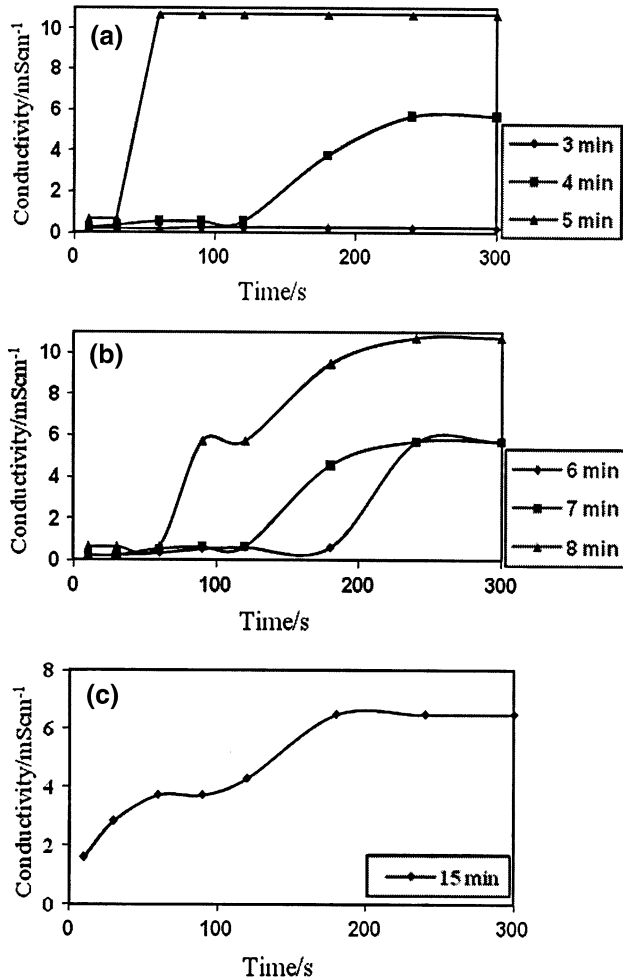 (a)
Conductivity/mScm-1
10
8
6
4
2
0
0 100 200 300
Time/s
3 min
4 min
5 min
(b)
Conductivity/mScm-1
10
8
6
4
2
0
0 100 200 300
Time/s
6 min
7 min
8 min
(c)
Conductivity/mScm-1
8
6
4
2
0
0 100 200 300
Time/s
15 min